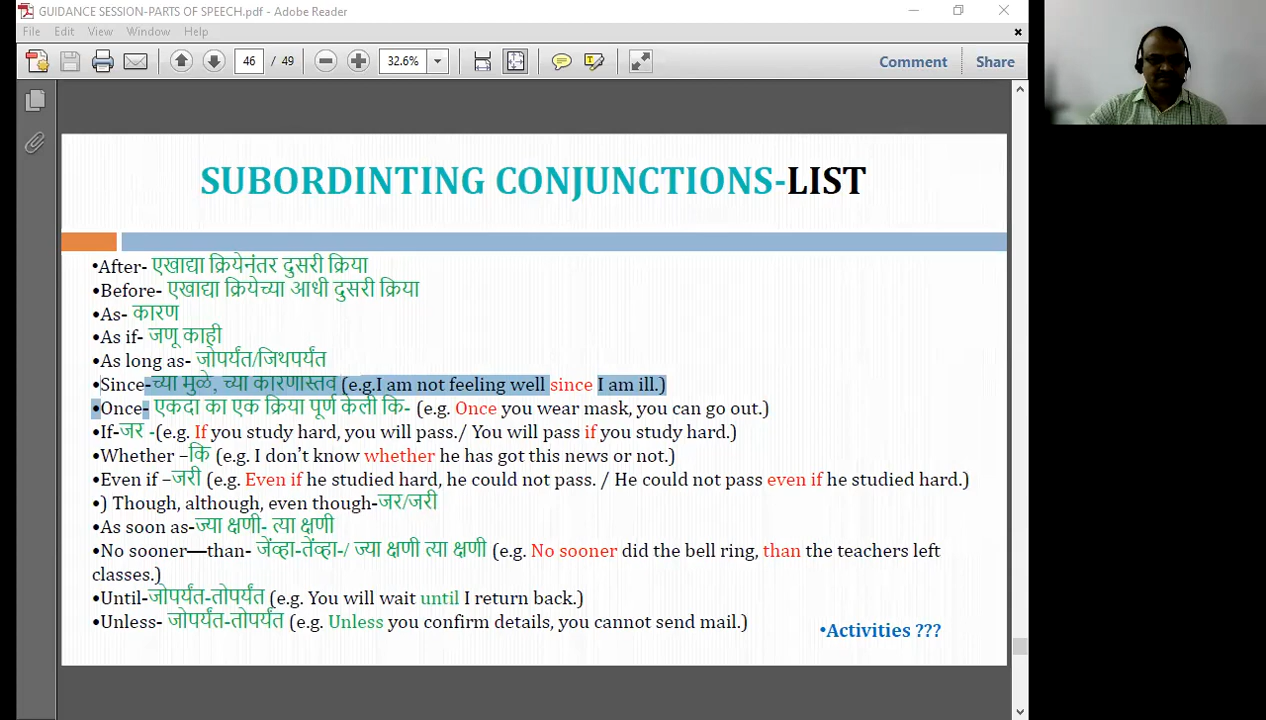 GUIDANCE SESSION-PARTS OF SPEECH.pdf - Adobe Reader
File Edit View Window Help
46 / 49 32.6% Comment Share
SUBORDINTING CONJUNCTIONS-LIST
•After- एखाद्या क्रियेनंतर दुसरी क्रिया
•Before- एखाद्या क्रियेच्या आधी दुसरी क्रिया
•As- कारण
•As if- जणू काही
•As long as- जोपर्यंत/जिथपर्यंत
•Since-च्या मुळे, च्या कारणास्तव (e.g.I am not feeling well since I am ill.)
•Once- एकदा का एक क्रिया पूर्ण केली कि- (e.g. Once you wear mask, you can go out.)
•If-जर -(e.g. If you study hard, you will pass./ You will pass if you study hard.)
•Whether –कि (e.g. I don’t know whether he has got this news or not.)
•Even if –जरी (e.g. Even if he studied hard, he could not pass. / He could not pass even if he studied hard.)
•) Though, although, even though-जर/जरी
•As soon as-ज्या क्षणी- त्या क्षणी
•No sooner—than- जेंव्हा-तेंव्हा-/ ज्या क्षणी त्या क्षणी (e.g. No sooner did the bell ring, than the teachers left
classes.)
•Until-जोपर्यंत-तोपर्यंत (e.g. You will wait until I return back.)
•Unless- जोपर्यंत-तोपर्यंत (e.g. Unless you confirm details, you cannot send mail.)
•Activities ???